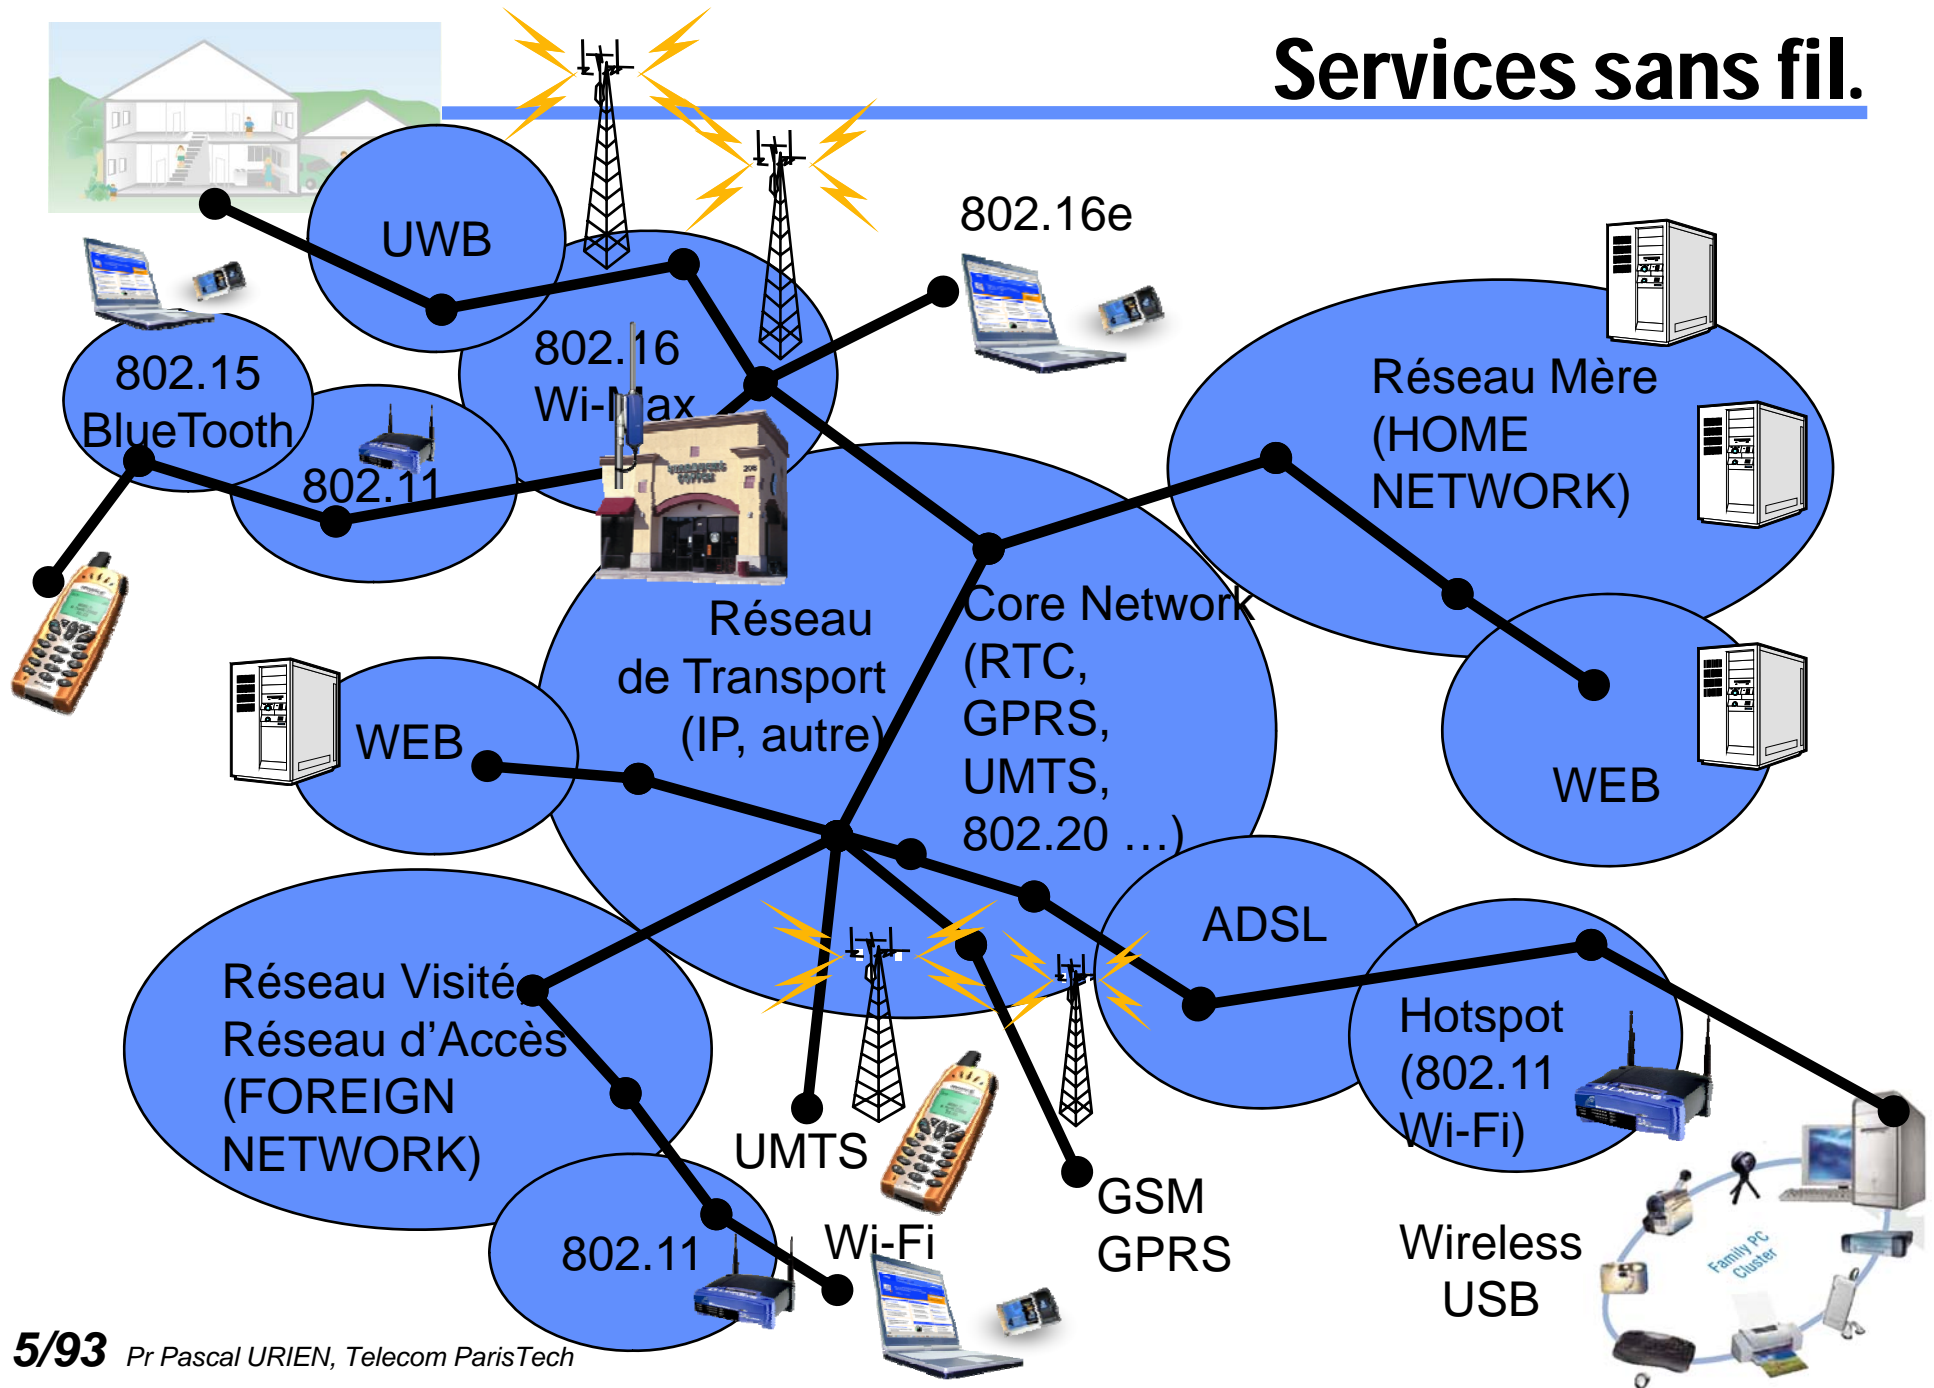 Services sans fil.
UWB
802.16e
802.16
Wi-Max
802.15
BlueTooth
802.11
Réseau Mère
(HOME
NETWORK)
Réseau
de Transport
(IP, autre)
Core Network
(RTC,
GPRS,
UMTS,
802.20 …)
WEB
WEB
ADSL
Réseau Visité,
Réseau d’Accès
(FOREIGN
NETWORK)
Hotspot
(802.11
Wi-Fi)
UMTS
GSM
GPRS
802.11
Wi-Fi
Wireless
USB
Family PC
Cluster
5/93 Pr Pascal URIEN, Telecom ParisTech